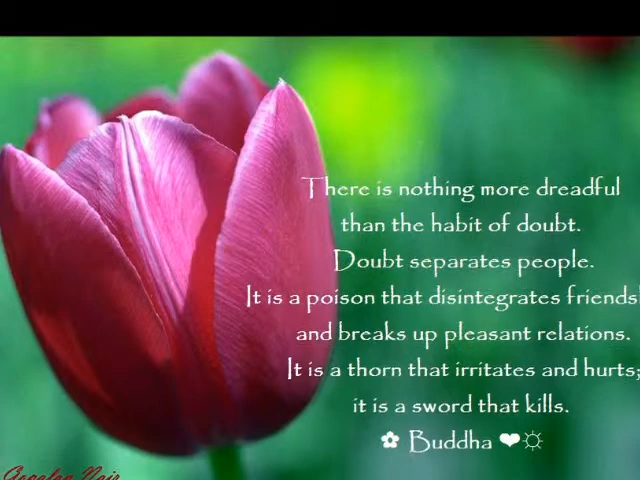 There is nothing more dreadful
than the habit of doubt.
Doubt separates people.
It is a poison that disintegrates friends
and breaks up pleasant relations.
It is a thorn that irritates and hurts;
it is a sword that kills.
✿ Buddha ❤☼
Nair